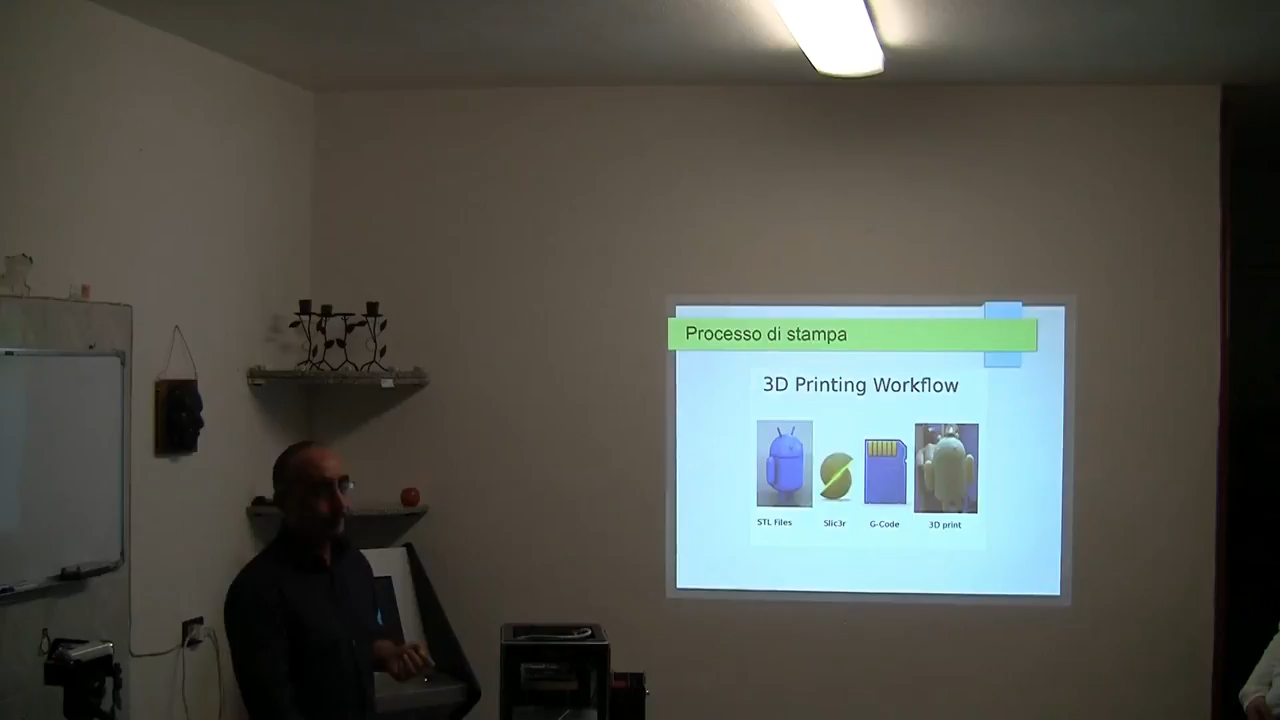 Processo di stampa
3D Printing Workflow
STL Files Slic3r G-Code 3D print